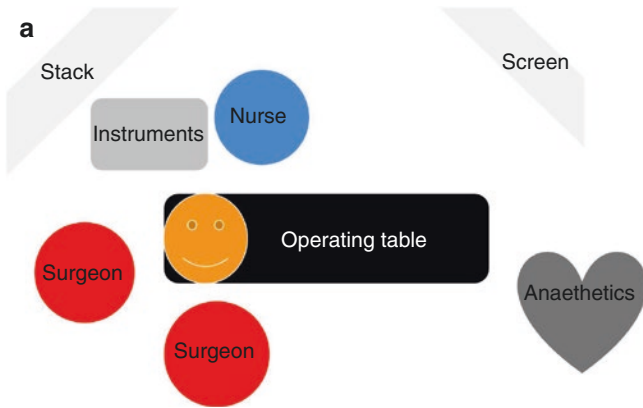 a
Stack
Screen
Instruments
Nurse
Operating table
Surgeon
Anaethetics
Surgeon